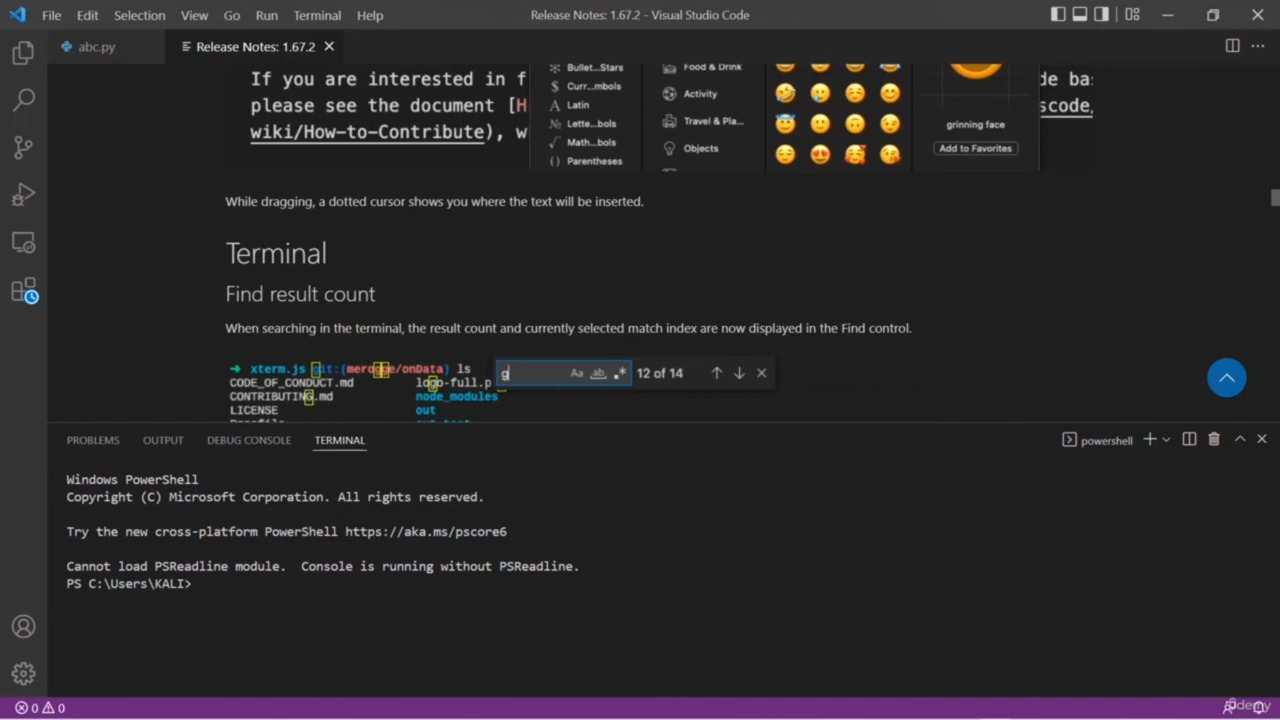 File Edit Selection View Go Run Terminal Help
Release Notes: 1.67.2 - Visual Studio Code
abc.py
Release Notes: 1.67.2
If you are interested in f
de bas
please see the document [H
scode/
wiki/How-to-Contribute), w
Bullet...Stars
Curr...mbols
Latin
Lette...bols
Math...bols
Parentheses
Food & Drink
Activity
Travel & Pla...
Objects
grinning face
Add to Favorites
While dragging, a dotted cursor shows you where the text will be inserted.
Terminal
Find result count
When searching in the terminal, the result count and currently selected match index are now displayed in the Find control.
xterm.js git:(merogge/onData) ls
CODE_OF_CONDUCT.md logo-full.p
CONTRIBUTING.md node_modules
LICENSE out
g Aa ab 12 of 14
PROBLEMS OUTPUT DEBUG CONSOLE TERMINAL
powershell
Windows PowerShell
Copyright (C) Microsoft Corporation. All rights reserved.
Try the new cross-platform PowerShell https://aka.ms/pscore6
Cannot load PSReadline module. Console is running without PSReadline.
PS C:\Users\KALI>
0 0